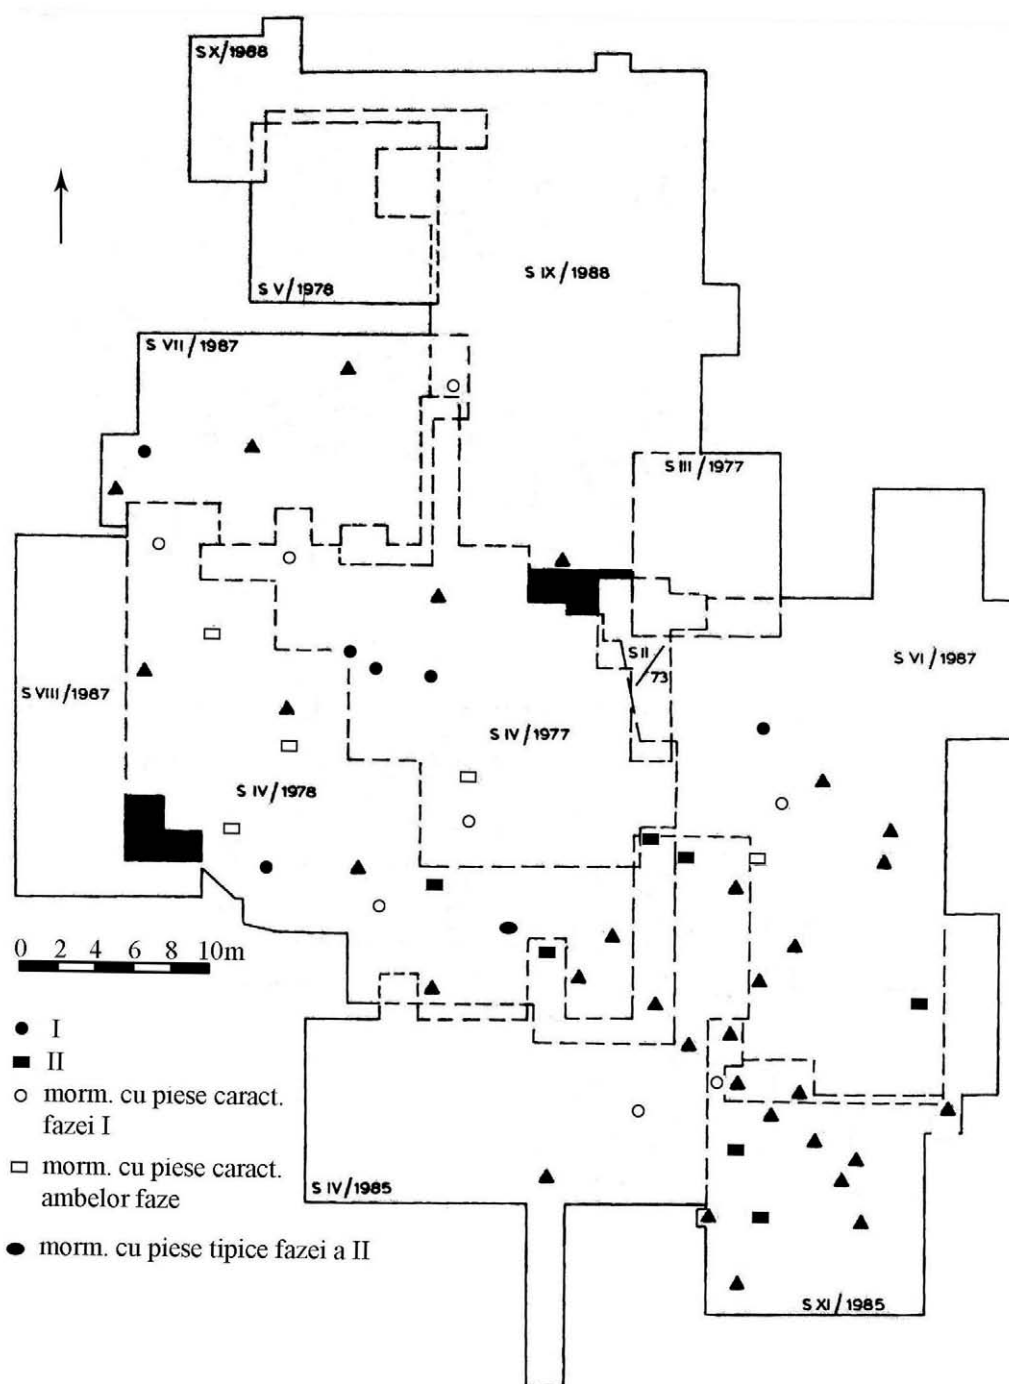 S X/1988
S V/1978
S IX/1988
S VII/1987
S III/1977
S II
/73
S VI/1987
S VIII/1987
S IV/1977
S IV/1978
0 2 4 6 8 10m
I
II
morm. cu piese caract.
fazei I
morm. cu piese caract.
ambelor faze
morm. cu piese tipice fazei a II
S IV/1985
S XI/1985